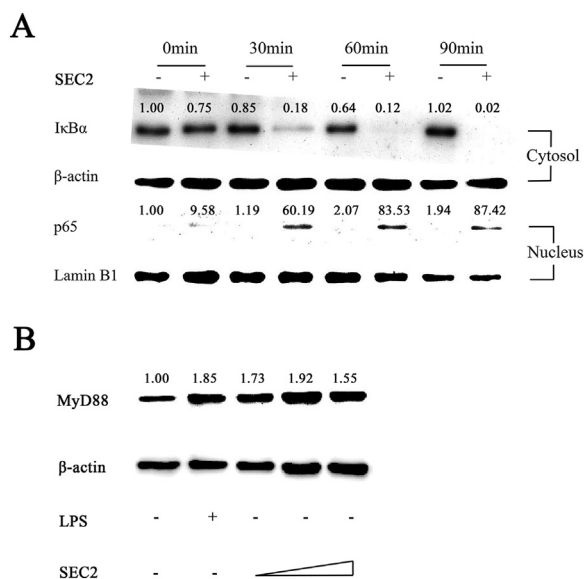 A
0min 30min 60min 90min
SEC2 - + - + - + - +
1.00 0.75 0.85 0.18 0.64 0.12 1.02 0.02
IκBα
Cytosol
β-actin
1.00 9.58 1.19 60.19 2.07 83.53 1.94 87.42
p65
Nucleus
Lamin B1
B
1.00 1.85 1.73 1.92 1.55
MyD88
β-actin
LPS - + - - -
SEC2 - -